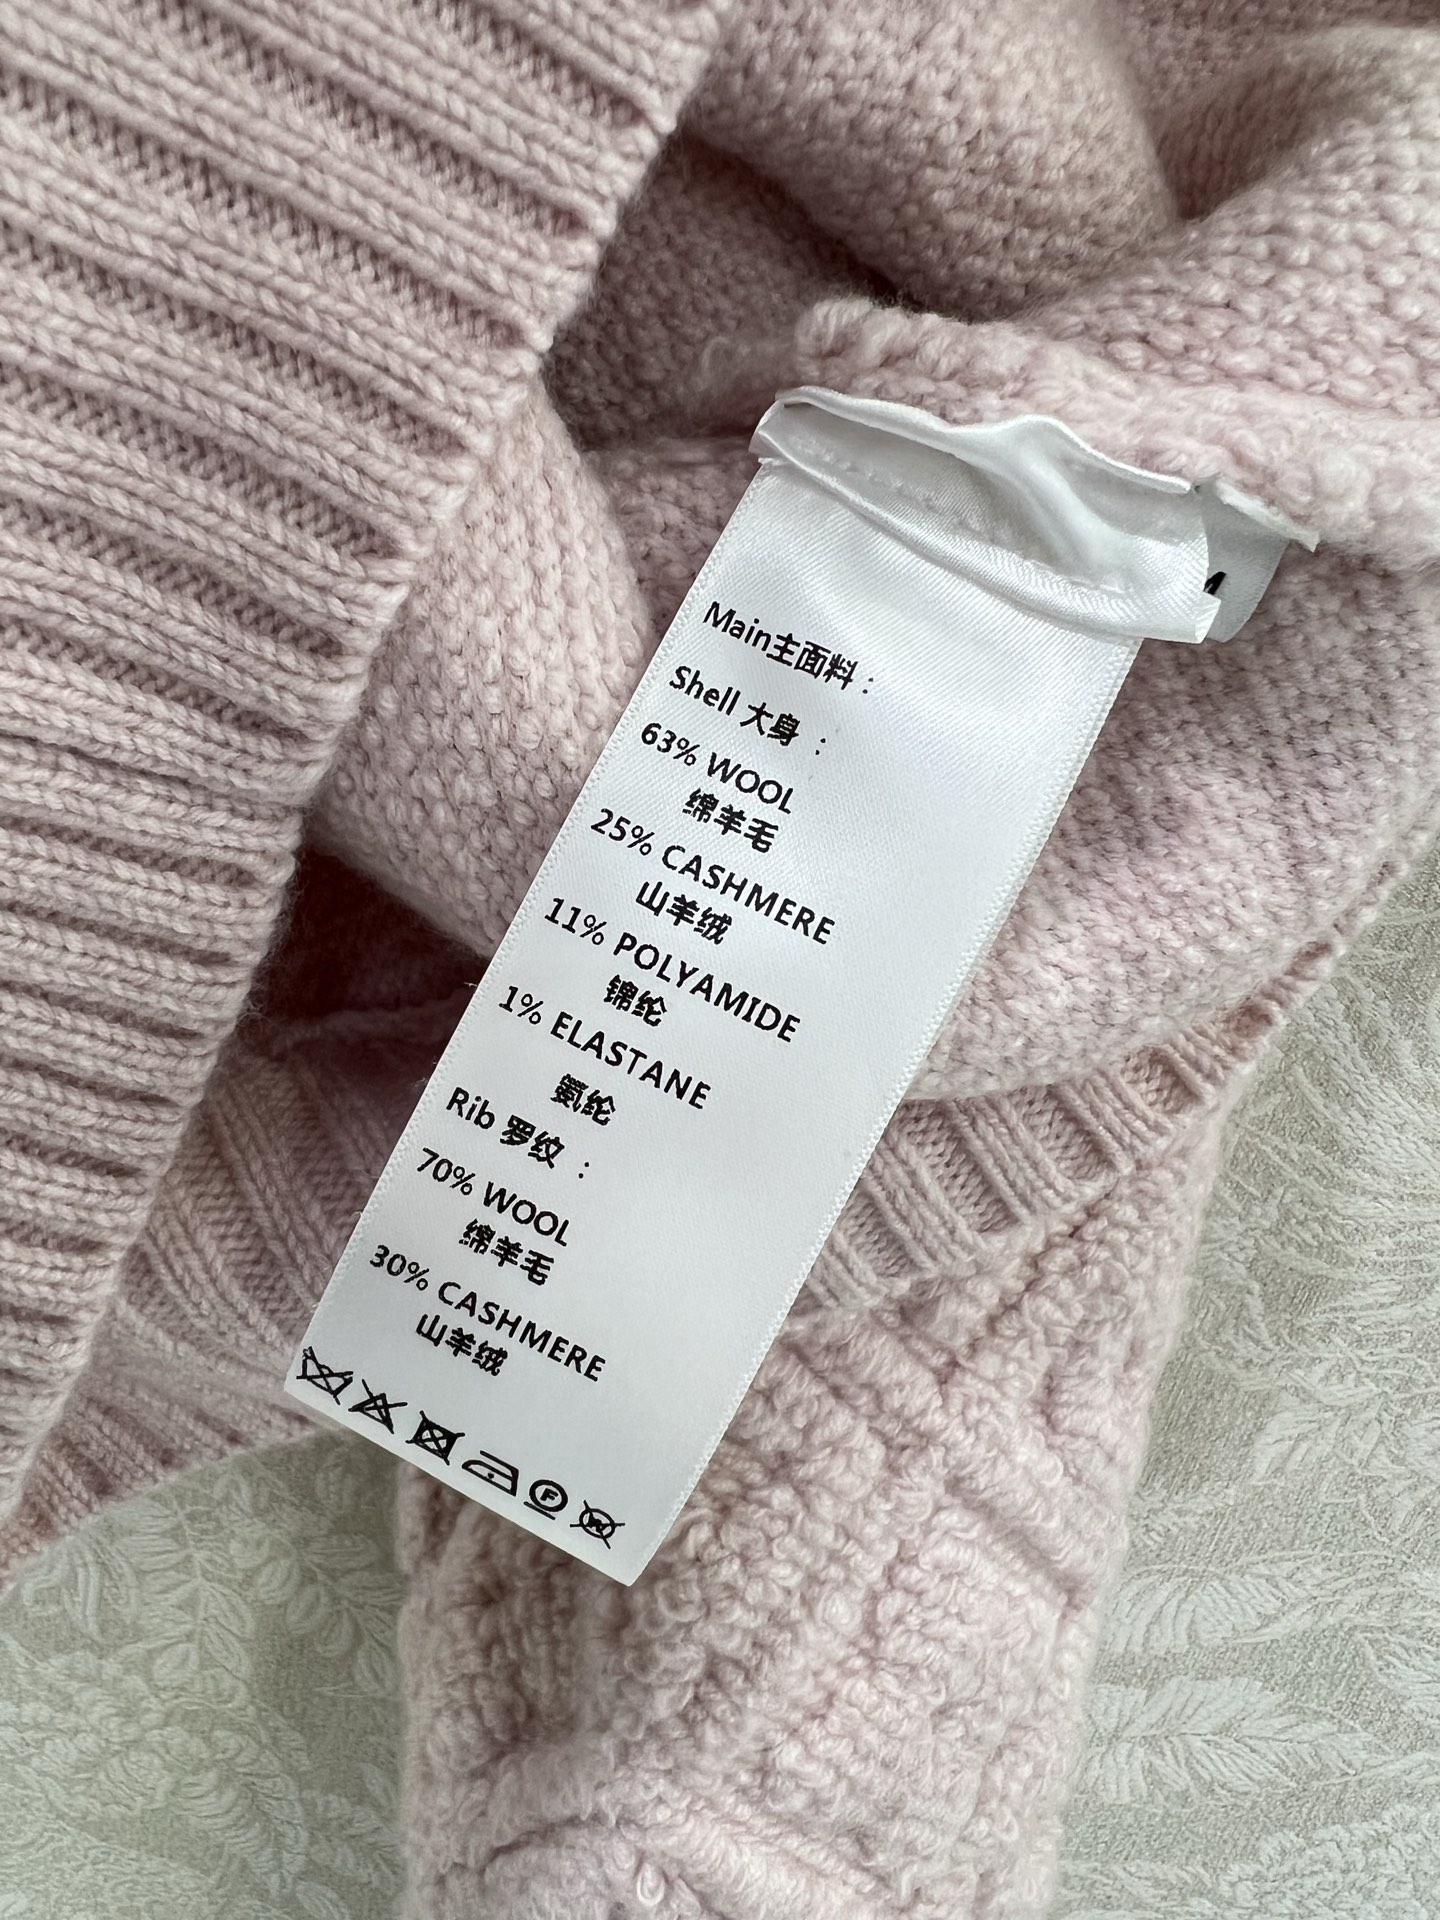 Main主面料：
Shell 大身：
63% WOOL
绵羊毛
25% CASHMERE
山羊绒
11% POLYAMIDE
锦纶
1% ELASTANE
氨纶
Rib 罗纹：
70% WOOL
绵羊毛
30% CASHMERE
山羊绒
F W